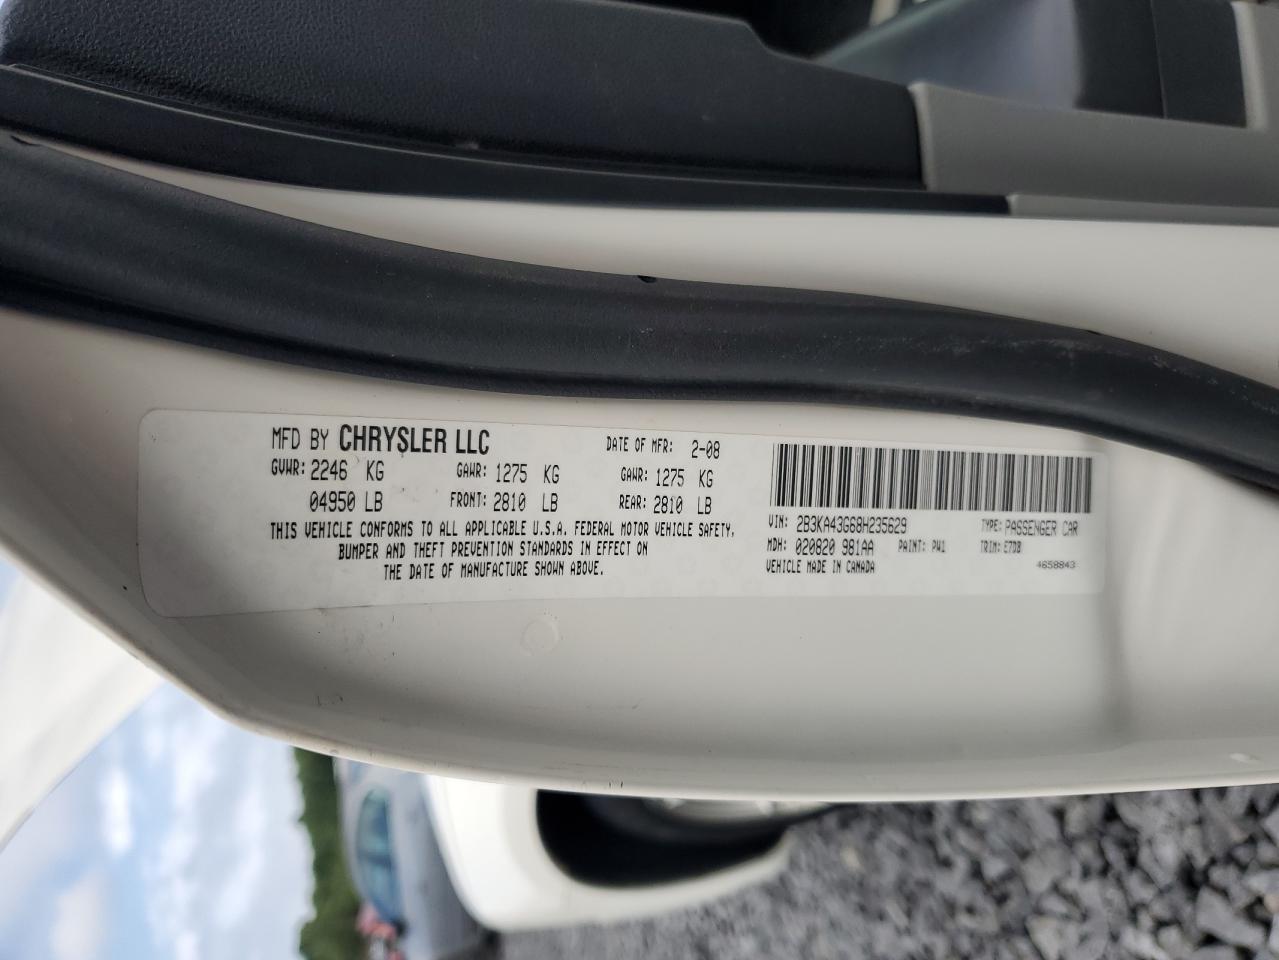 MFD BY CHRYSLER LLC DATE OF MFR: 2-08
GVWR: 2246 KG GAWR: 1275 KG GAWR: 1275 KG
04950 LB FRONT: 2810 LB REAR: 2810 LB
THIS VEHICLE CONFORMS TO ALL APPLICABLE U.S.A. FEDERAL MOTOR VEHICLE SAFETY,
BUMPER AND THEFT PREVENTION STANDARDS IN EFFECT ON
THE DATE OF MANUFACTURE SHOWN ABOVE.
VIN: 2B3KA43G68H235629 TYPE: PASSENGER CAR
MDH: 020820 981AA PAINT: PW1 TRIM: E7DB
VEHICLE MADE IN CANADA 4658843